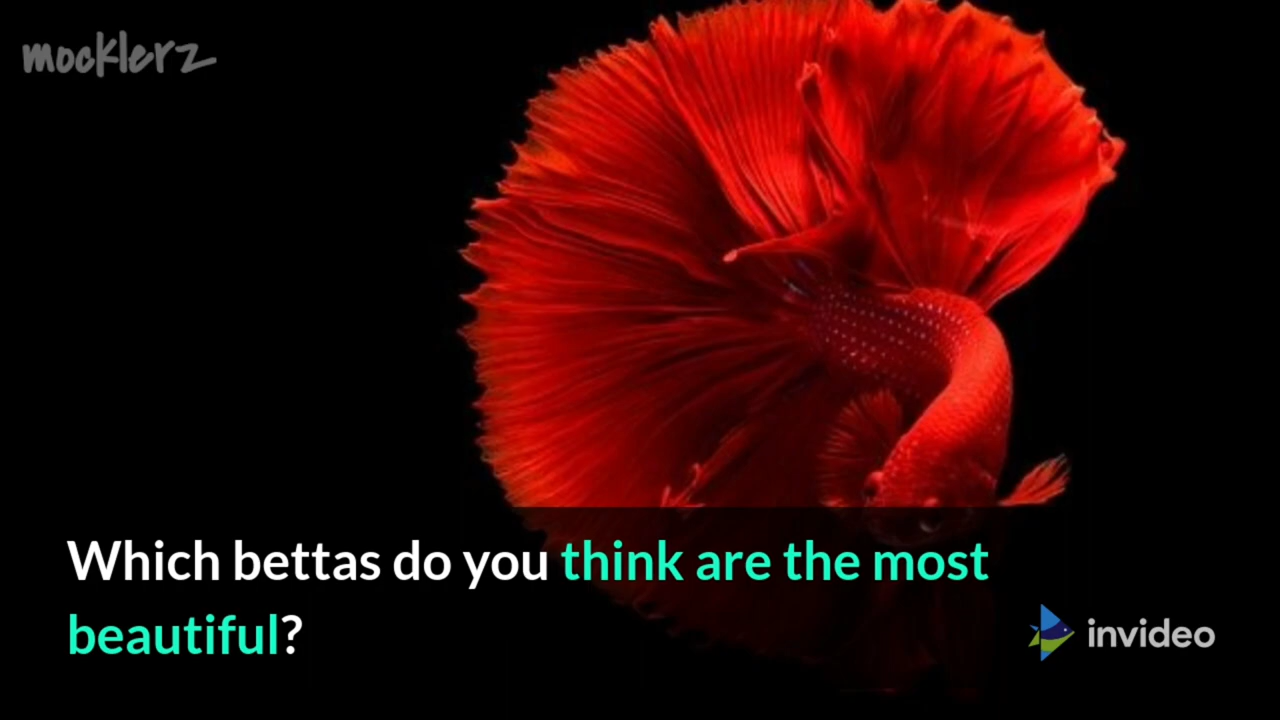 mocklerz
Which bettas do you think are the most
beautiful?
invideo